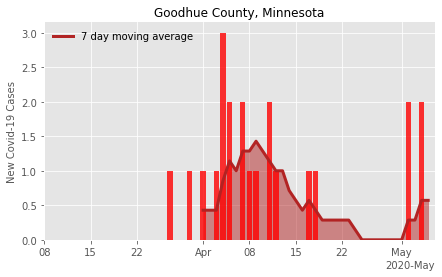 Goodhue County, Minnesota
7 day moving average
New Covid-19 Cases
3.0
2.5
2.0
1.5
1.0
0.5
0.0
08 15 22 Apr 08 15 22 May
2020-May